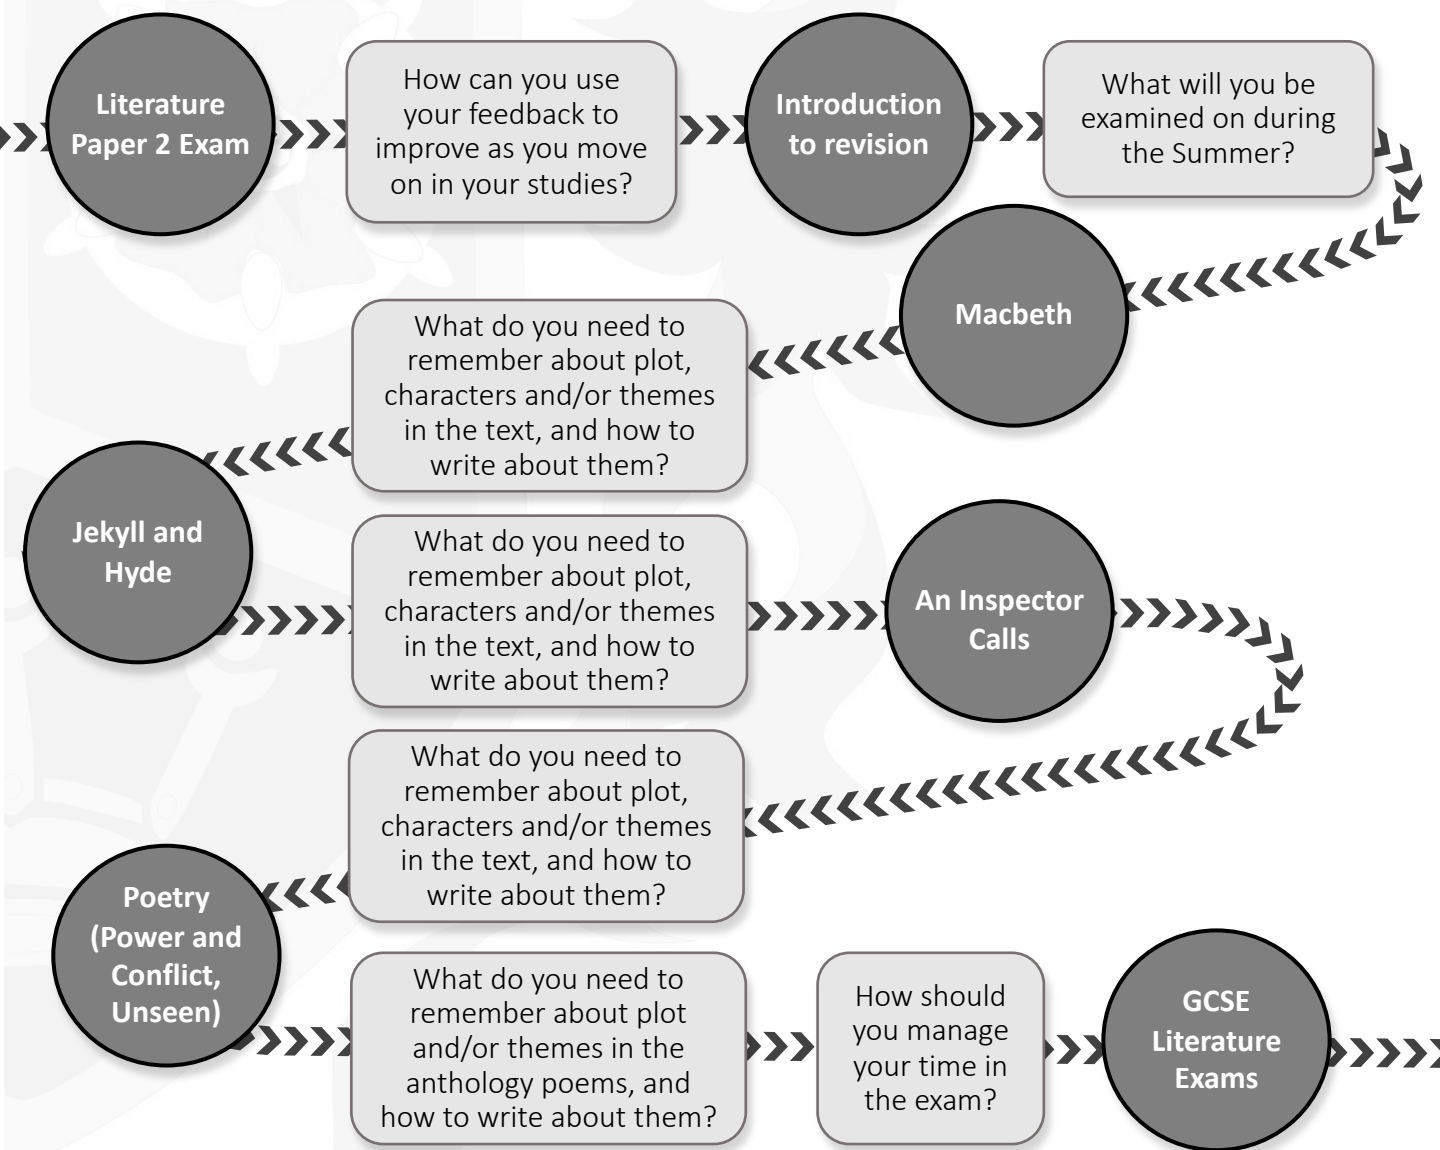 Literature
Paper 2 Exam
How can you use
your feedback to
improve as you move
on in your studies?
Introduction
to revision
What will you be
examined on during
the Summer?
Macbeth
What do you need to
remember about plot,
characters and/or themes
in the text, and how to
write about them?
Jekyll and
Hyde
What do you need to
remember about plot,
characters and/or themes
in the text, and how to
write about them?
An Inspector
Calls
What do you need to
remember about plot,
characters and/or themes
in the text, and how to
write about them?
Poetry
(Power and
Conflict,
Unseen)
What do you need to
remember about plot
and/or themes in the
anthology poems, and
how to write about them?
How should
you manage
your time in
the exam?
GCSE
Literature
Exams